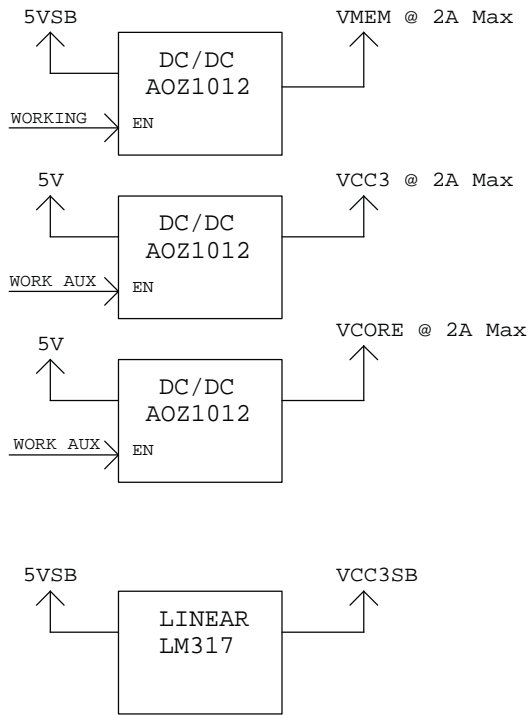 5VSB
VMEM @ 2A Max
DC/DC
AOZ1012
WORKING
EN
5V
VCC3 @ 2A Max
DC/DC
AOZ1012
WORK AUX
EN
5V
VCORE @ 2A Max
DC/DC
AOZ1012
WORK AUX
EN
5VSB
VCC3SB
LINEAR
LM317